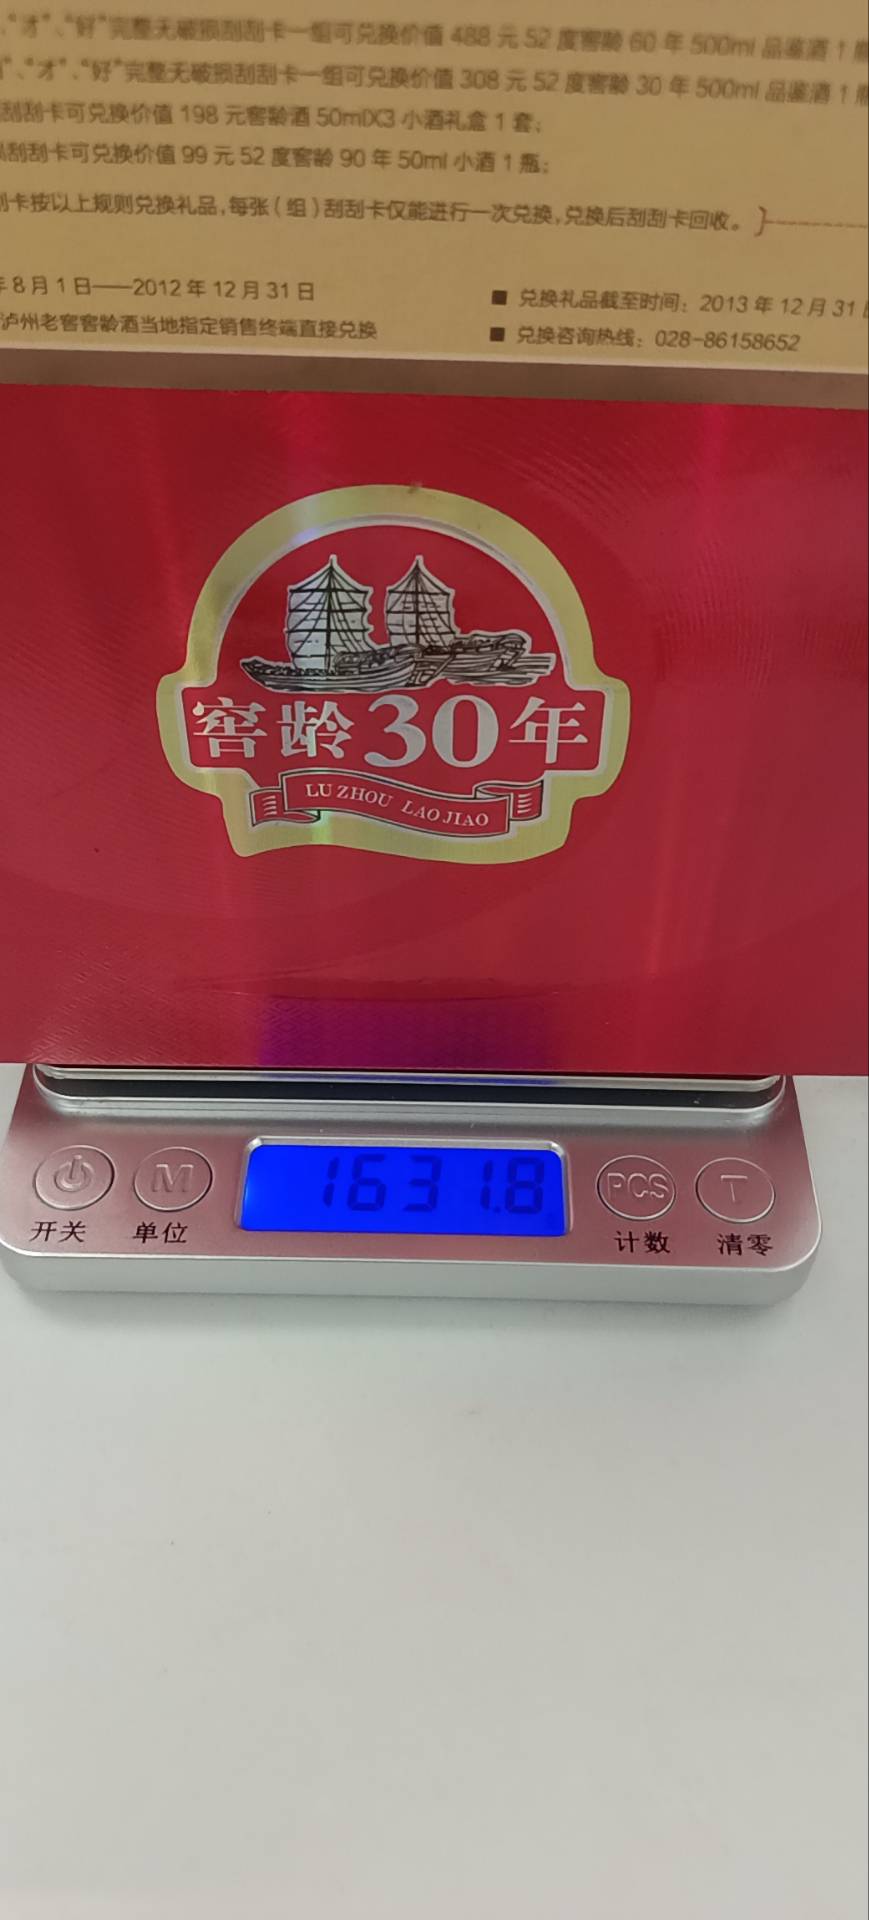 、“才”、“好”完整无破损刮刮卡一组可兑换价值 488 元 52 度窖龄 60 年 500ml 品鉴酒 1
”、“才”、“好”完整无破损刮刮卡一组可兑换价值 308 元 52 度窖龄 30 年 500ml 品鉴酒 1
刮刮卡可兑换价值 198 元窖龄酒 50mlX3 小酒礼盒 1 套；
刮刮卡可兑换价值 99 元 52 度窖龄 90 年 50ml 小酒 1 瓶；
刮卡按以上规则兑换礼品，每张（组）刮刮卡仅能进行一次兑换，兑换后刮刮卡回收。
年 8 月 1 日——2012 年 12 月 31 日
■ 兑换礼品截至时间：2013 年 12 月 31
泸州老窖窖龄酒当地指定销售终端直接兑换
■ 兑换咨询热线：028-86158652
窖龄30年
LU ZHOU LAO JIAO
M
1631.8
PCS
T
开关
单位
计数
清零